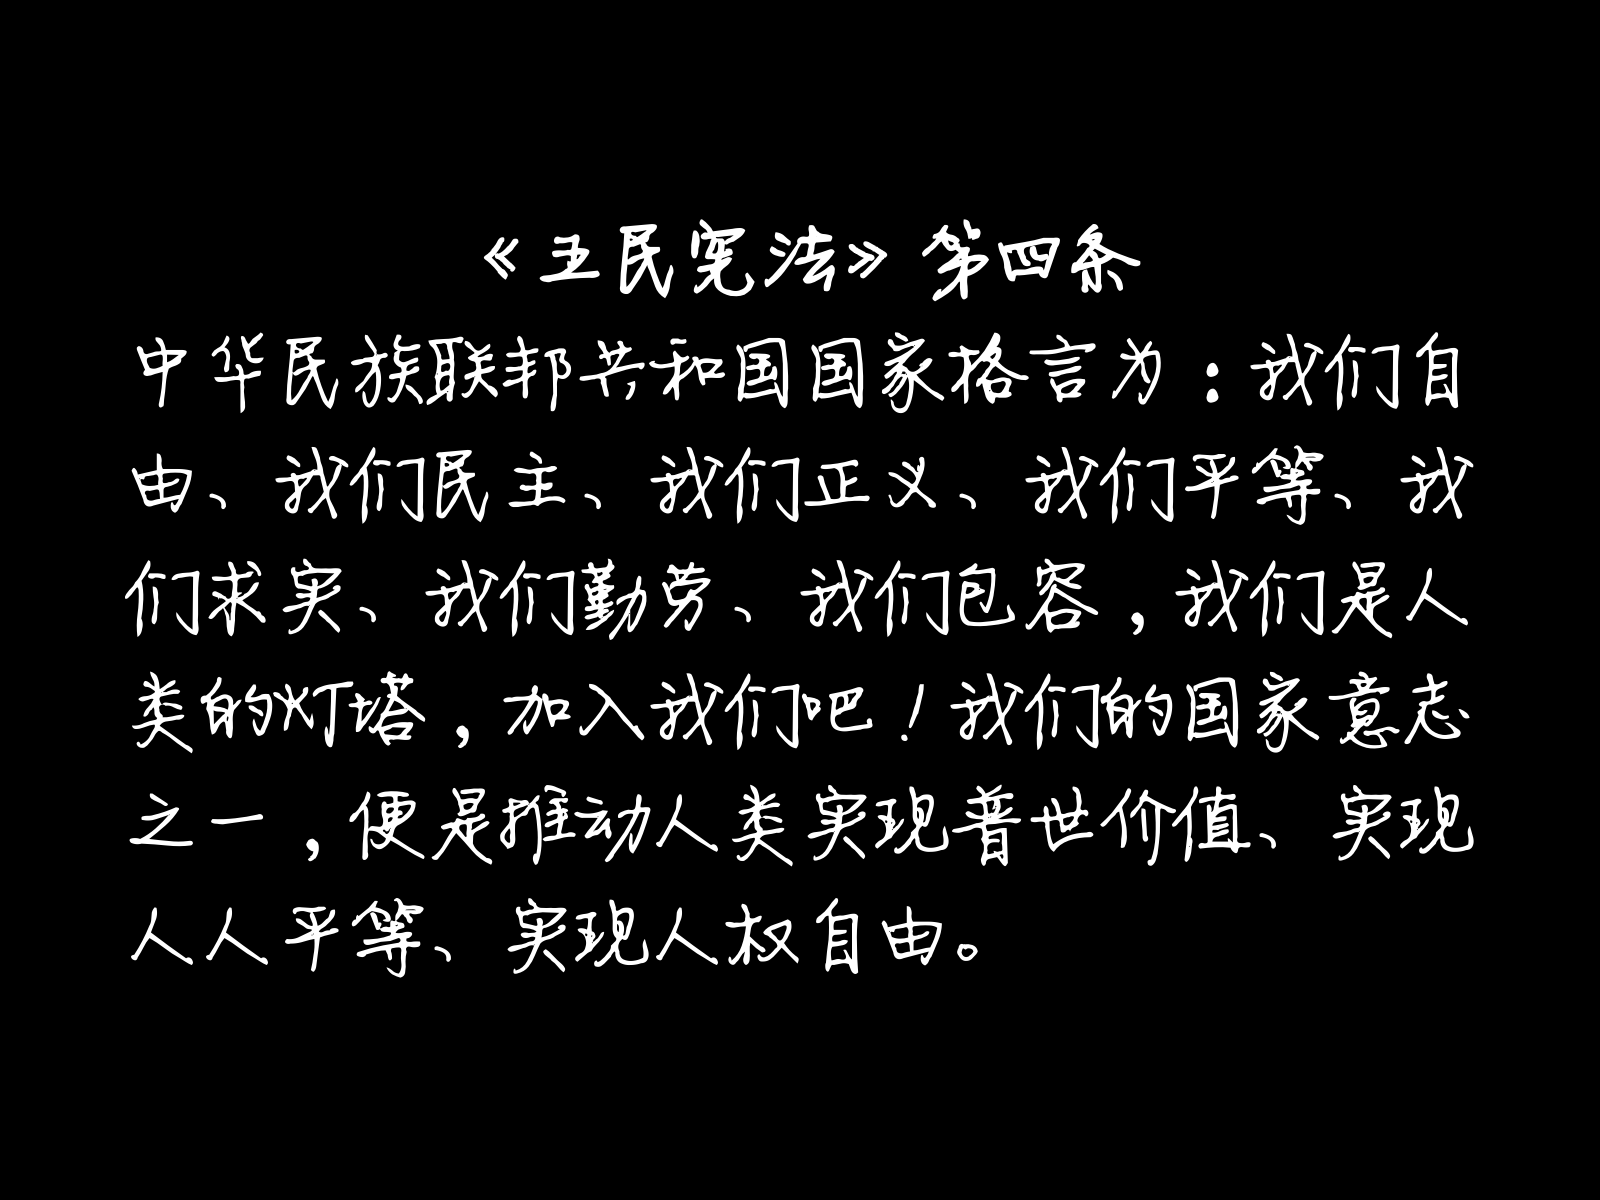 《王民宪法》第四条
中华民族联邦共和国国家格言为：我们自
由、我们民主、我们正义、我们平等、我
们求实、我们勤劳、我们包容，我们是人
类的灯塔，加入我们吧！我们的国家意志
之一，便是推动人类实现普世价值、实现
人人平等、实现人权自由。